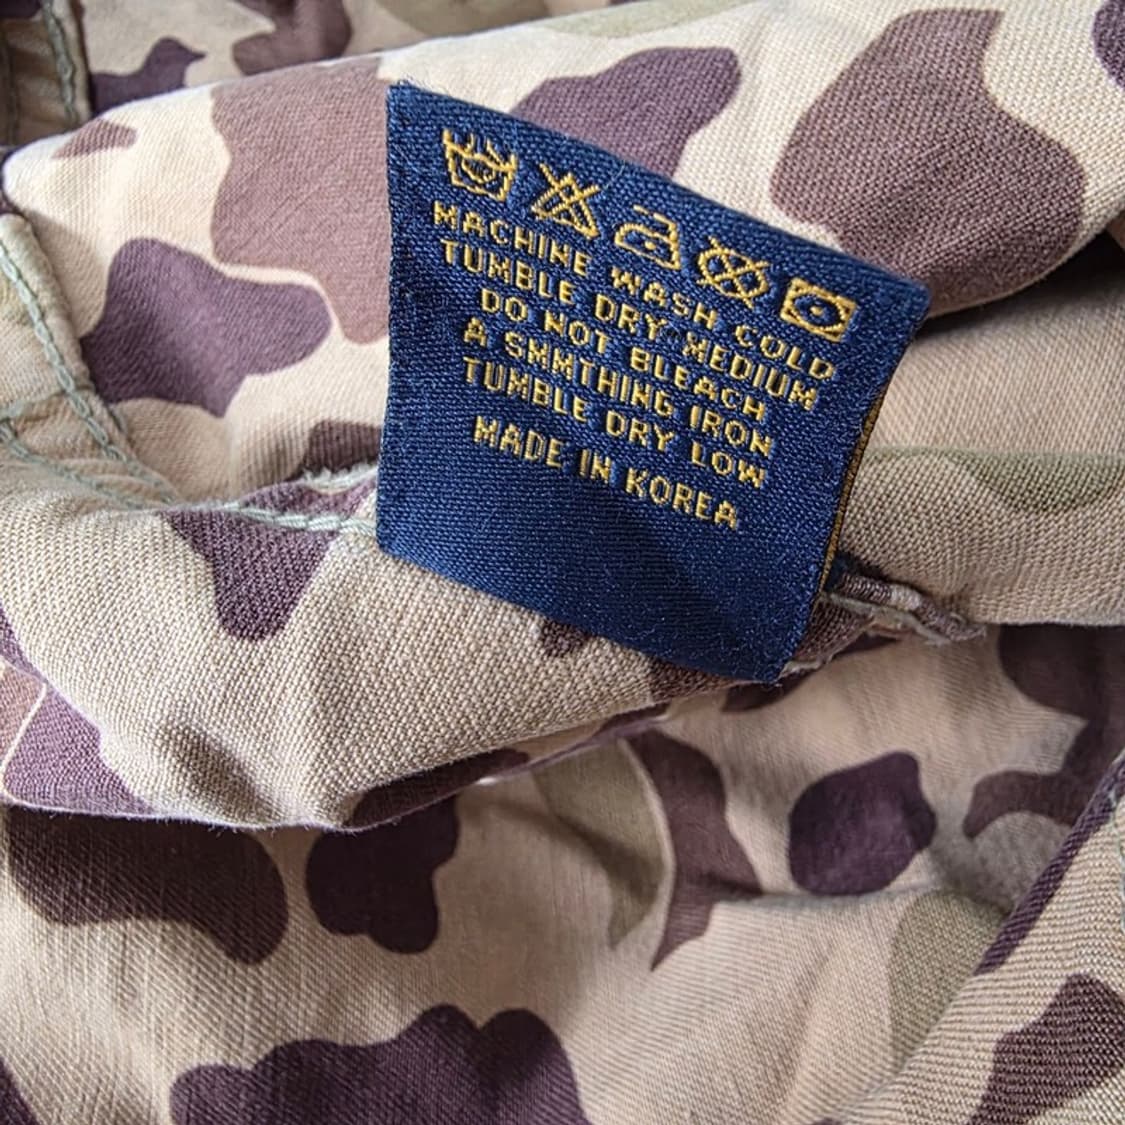 MACHINE WASH COLD
TUMBLE DRY MEDIUM
DO NOT BLEACH
A SMMTHING IRON
TUMBLE DRY LOW
MADE IN KOREA